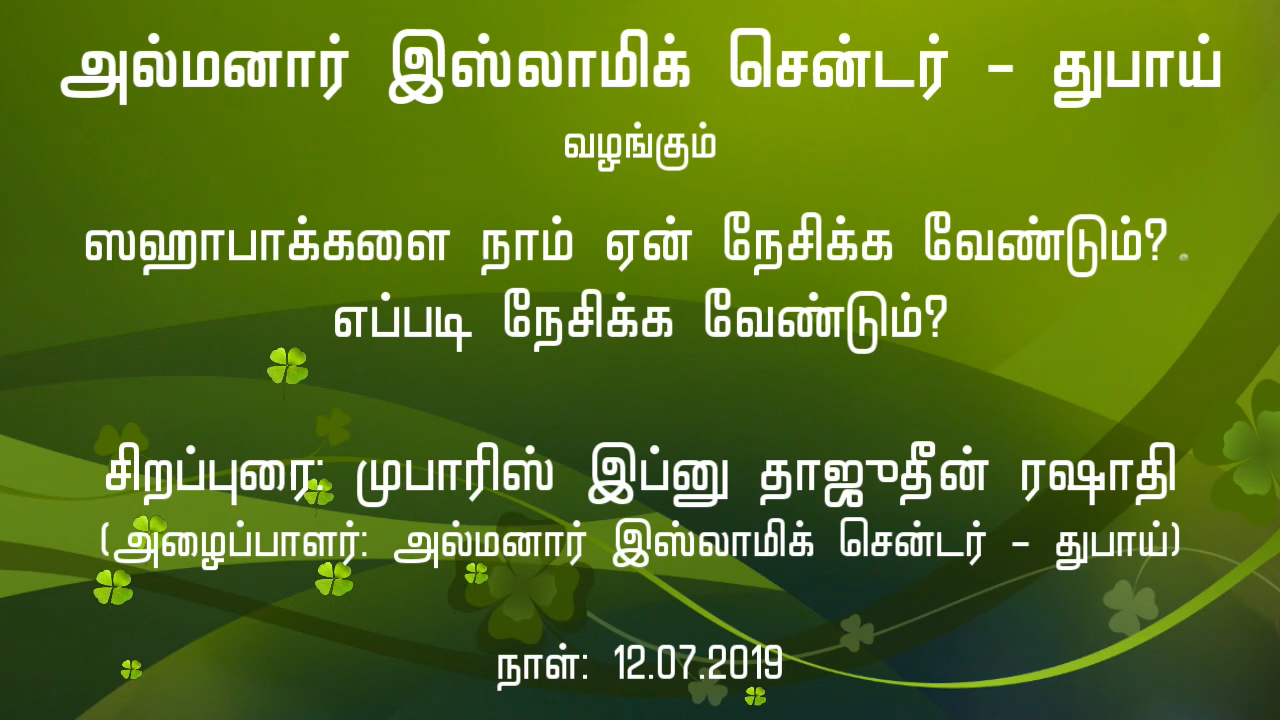 அல்மனார் இஸ்லாமிக் சென்டர் - துபாய்
வழங்கும்
ஸஹாபாக்களை நாம் ஏன் நேசிக்க வேண்டும்?
எப்படி நேசிக்க வேண்டும்?
சிறப்புரை: முபாரிஸ் இப்னு தாஜுதீன் ரஷாதி
(அழைப்பாளர்: அல்மனார் இஸ்லாமிக் சென்டர் - துபாய்)
நாள்: 12.07.2019